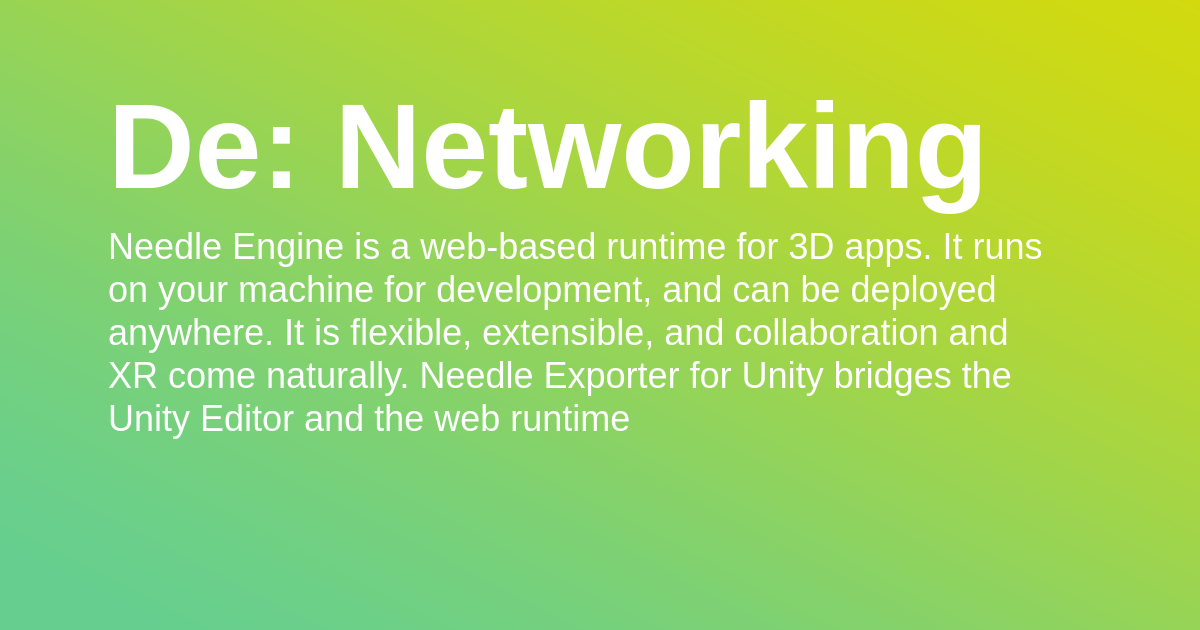 De: Networking
Needle Engine is a web-based runtime for 3D apps. It runs
on your machine for development, and can be deployed
anywhere. It is flexible, extensible, and collaboration and
XR come naturally. Needle Exporter for Unity bridges the
Unity Editor and the web runtime